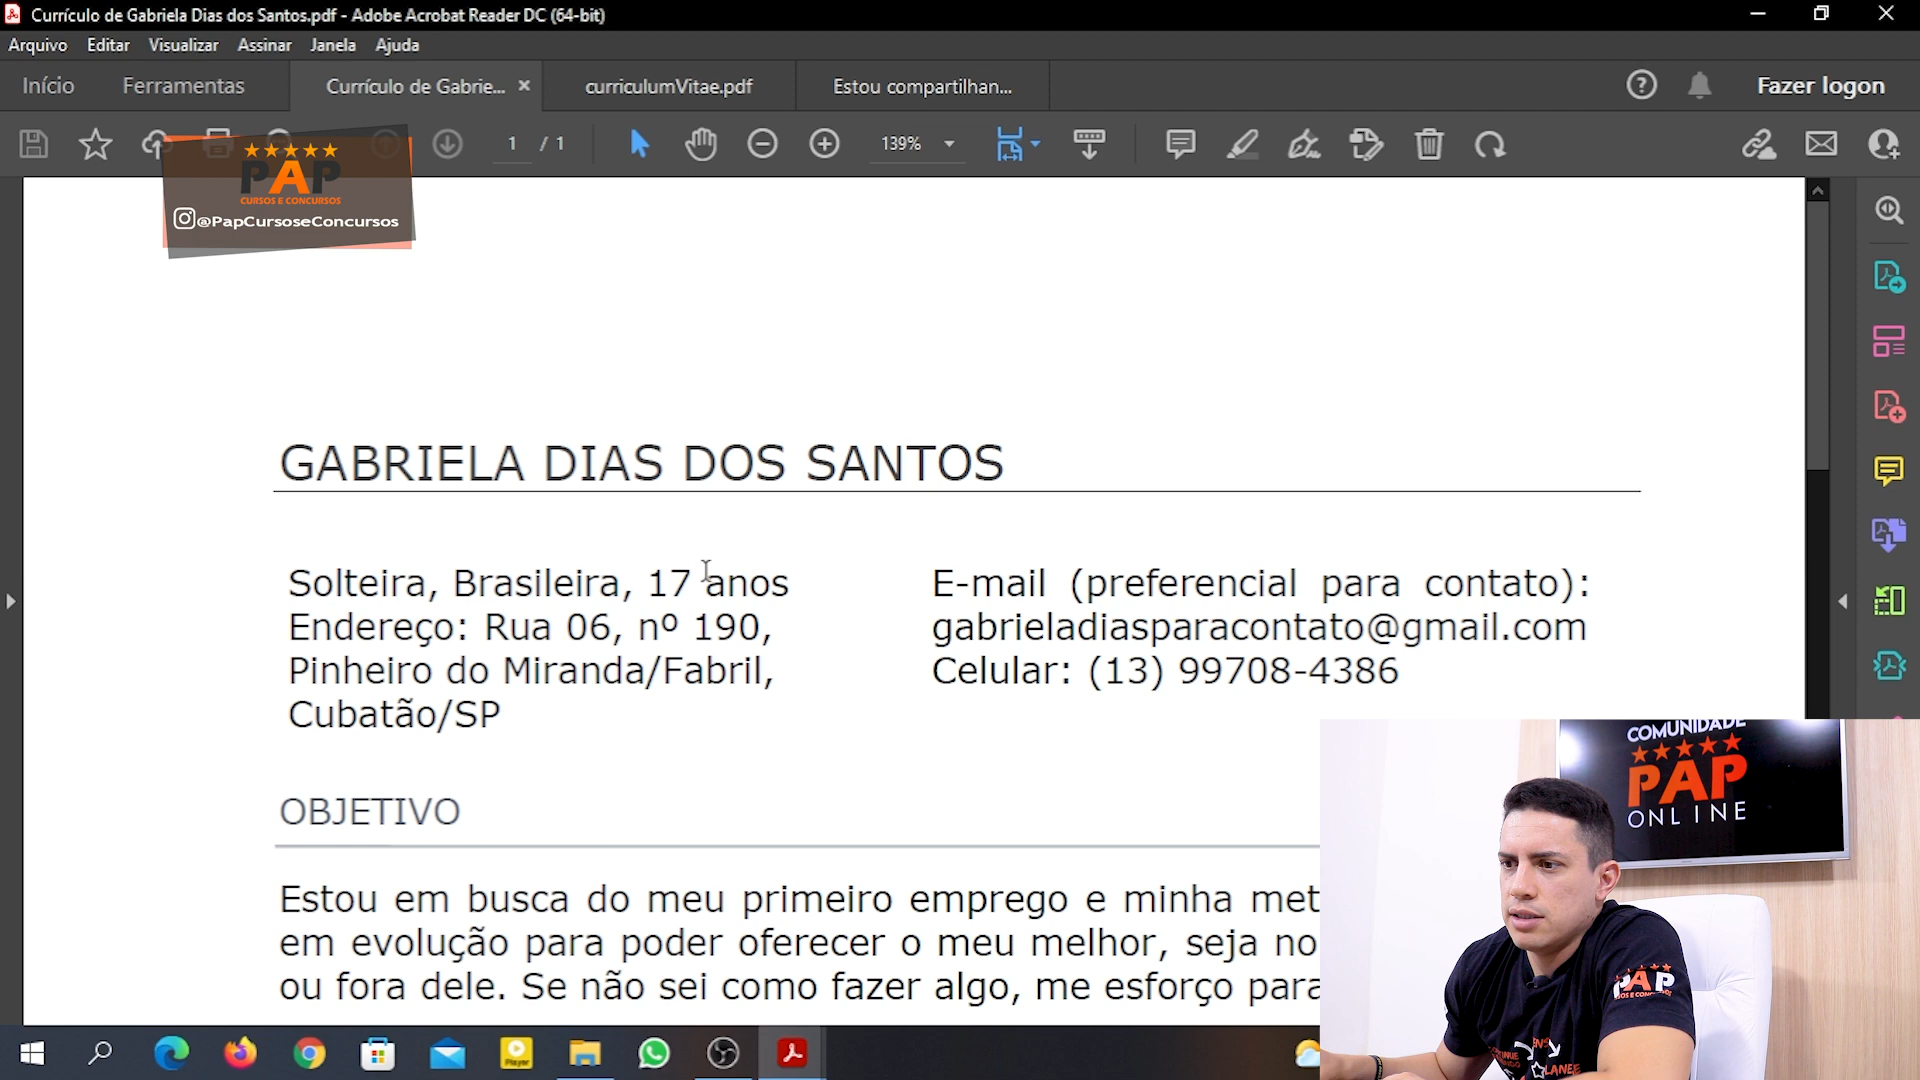 Currículo de Gabriela Dias dos Santos.pdf - Adobe Acrobat Reader DC (64-bit)
Arquivo Editar Visualizar Assinar Janela Ajuda
Início Ferramentas Currículo de Gabrie... × curriculumVitae.pdf Estou compartilhan... Fazer logon
1 / 1 139%
PAP
CURSOS E CONCURSOS
@PapCursoseConcursos
GABRIELA DIAS DOS SANTOS
Solteira, Brasileira, 17 anos
Endereço: Rua 06, nº 190,
Pinheiro do Miranda/Fabril,
Cubatão/SP
E-mail (preferencial para contato):
gabrieladiasparacontato@gmail.com
Celular: (13) 99708-4386
OBJETIVO
Estou em busca do meu primeiro emprego e minha met
em evolução para poder oferecer o meu melhor, seja no
ou fora dele. Se não sei como fazer algo, me esforço para
COMUNIDADE
PAP
ONLINE
PAP
Player